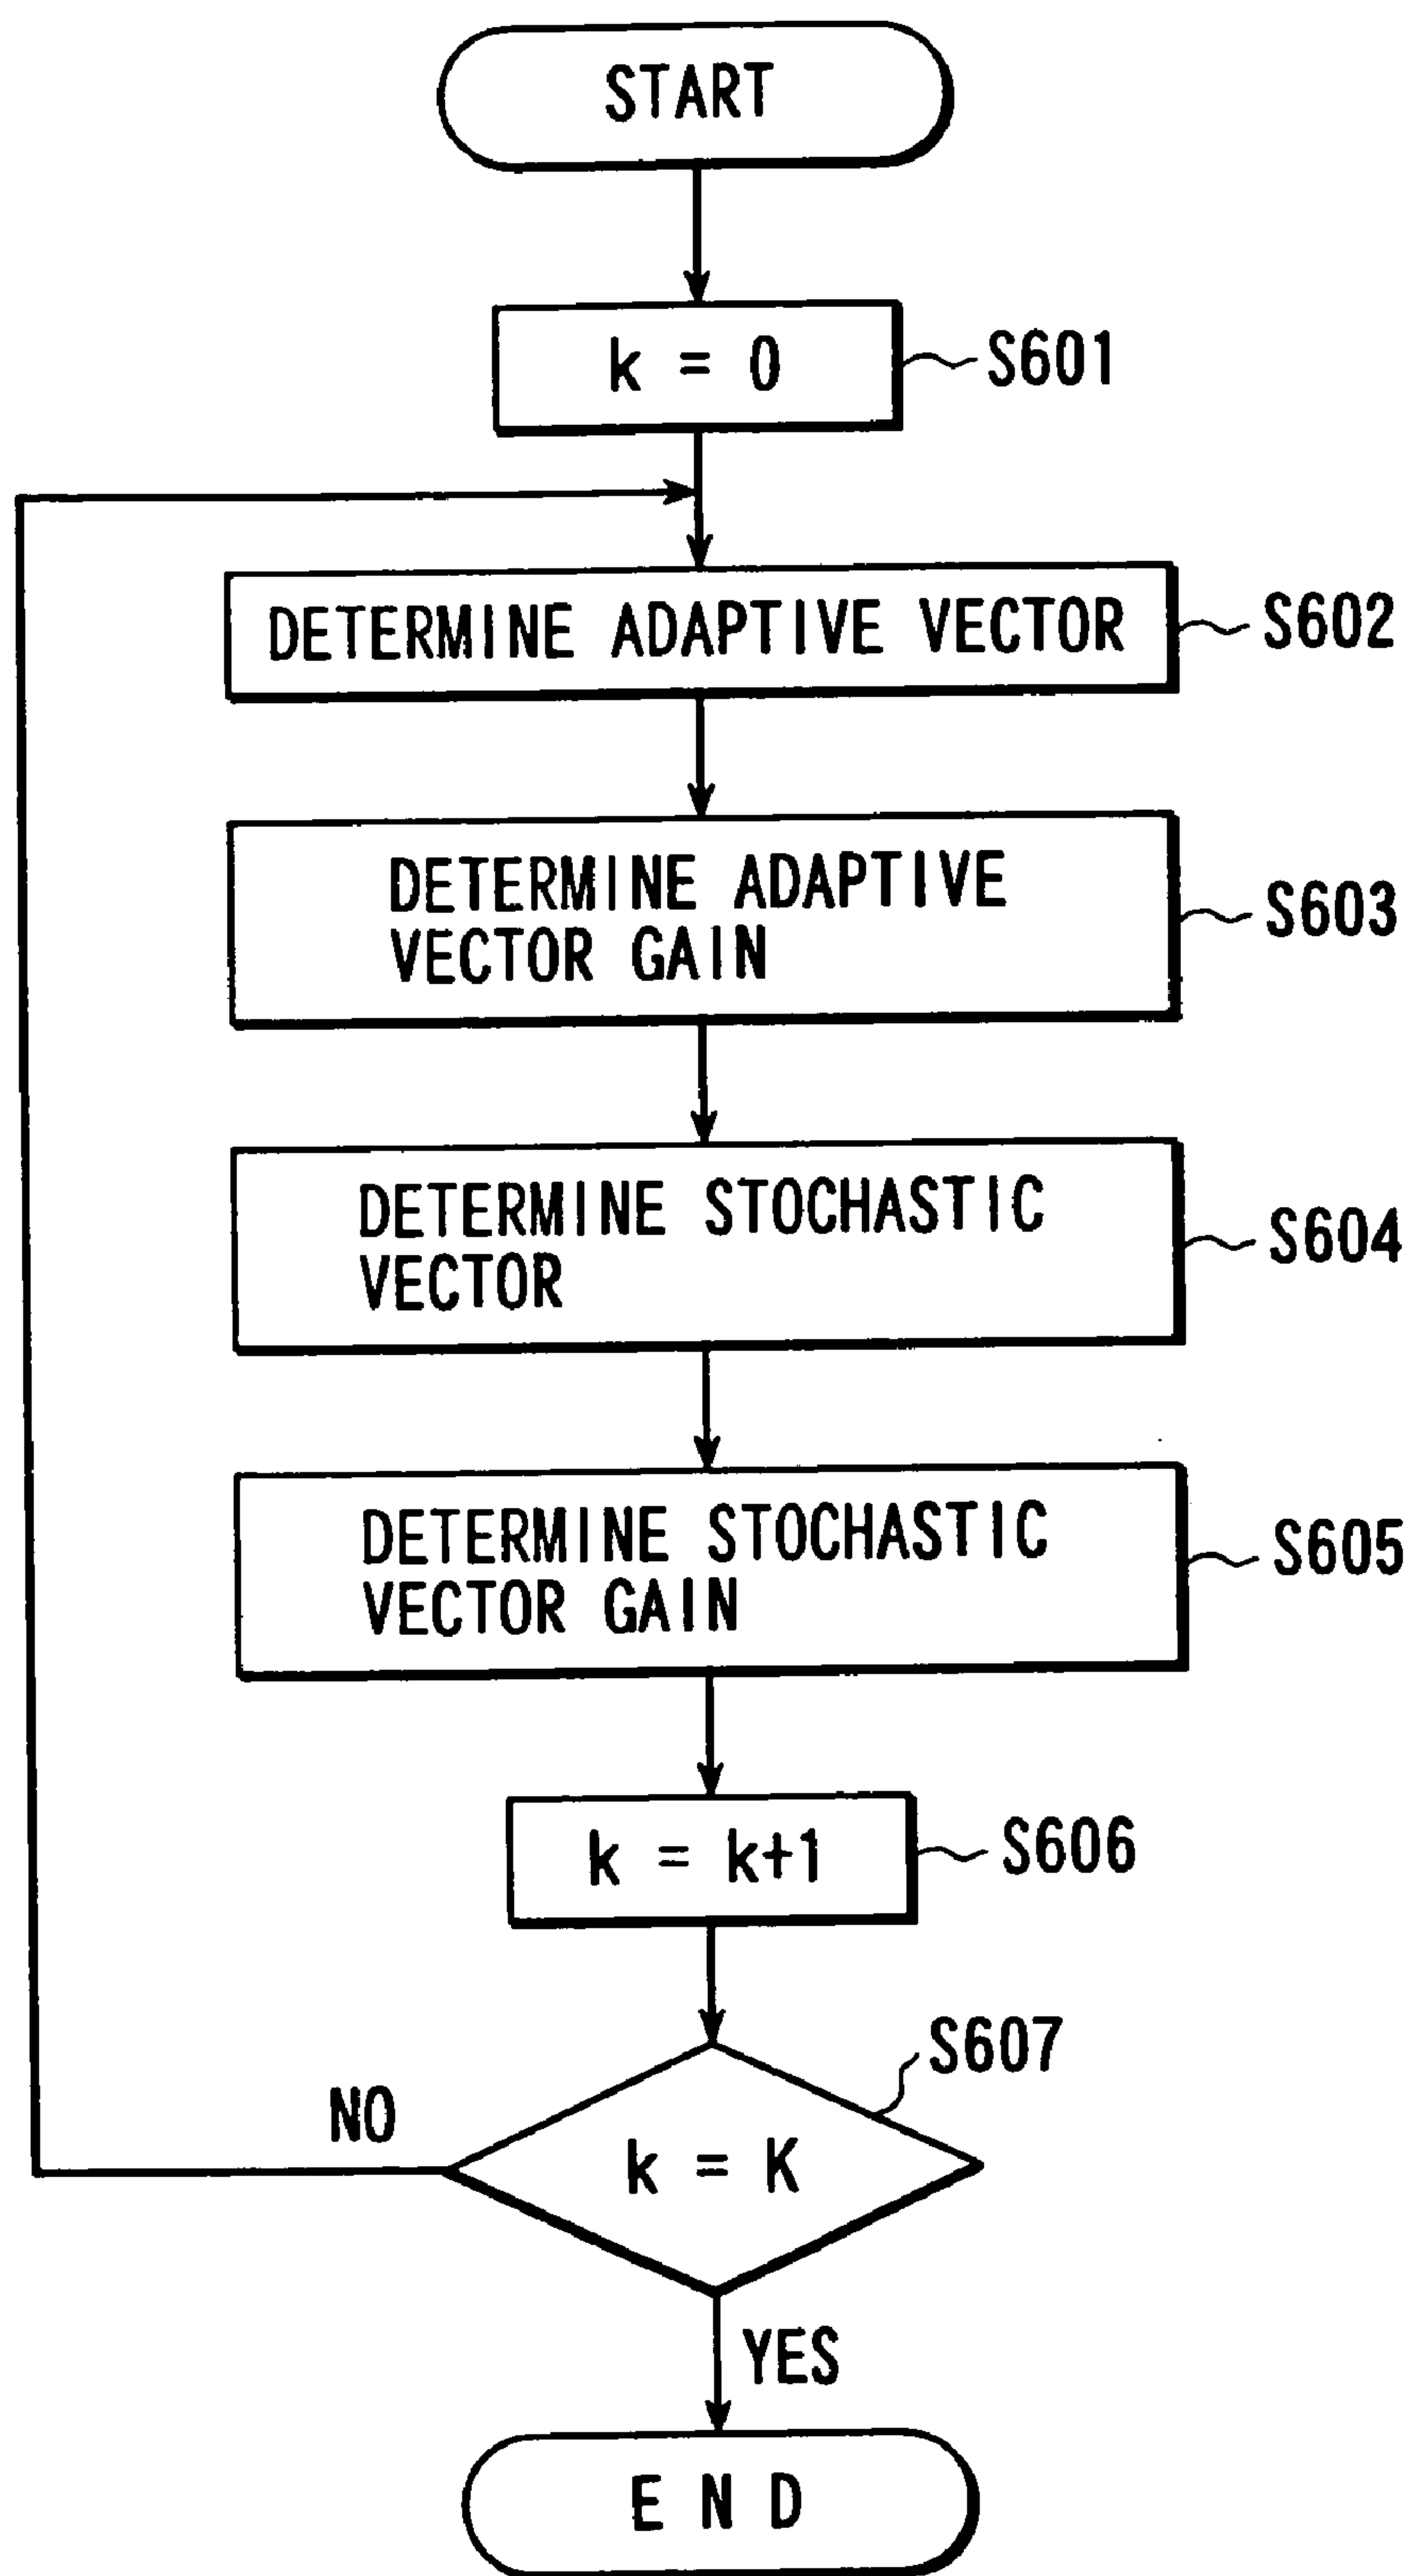 START
k = 0
S601
DETERMINE ADAPTIVE VECTOR
S602
DETERMINE ADAPTIVE
VECTOR GAIN
S603
DETERMINE STOCHASTIC
VECTOR
S604
DETERMINE STOCHASTIC
VECTOR GAIN
S605
k = k+1
S606
S607
NO
k = K
YES
END